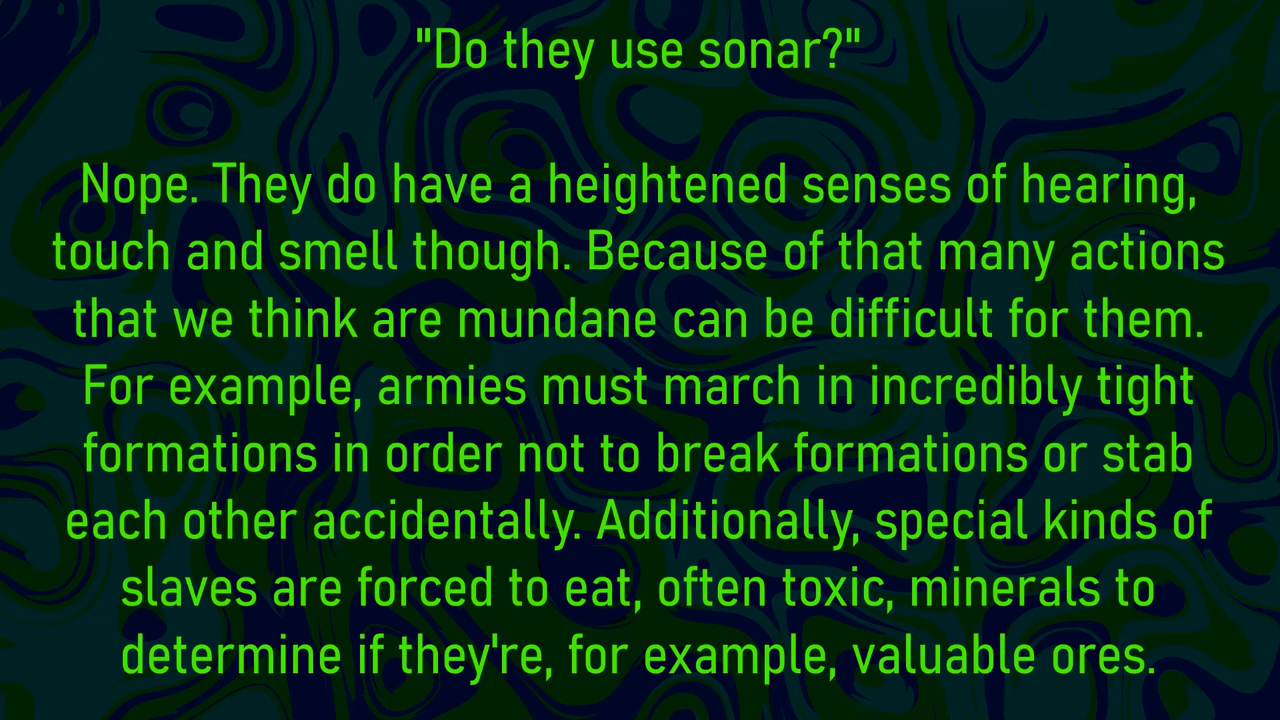 "Do they use sonar?"
Nope. They do have a heightened senses of hearing,
touch and smell though. Because of that many actions
that we think are mundane can be difficult for them.
For example, armies must march in incredibly tight
formations in order not to break formations or stab
each other accidentally. Additionally, special kinds of
slaves are forced to eat, often toxic, minerals to
determine if they're, for example, valuable ores.